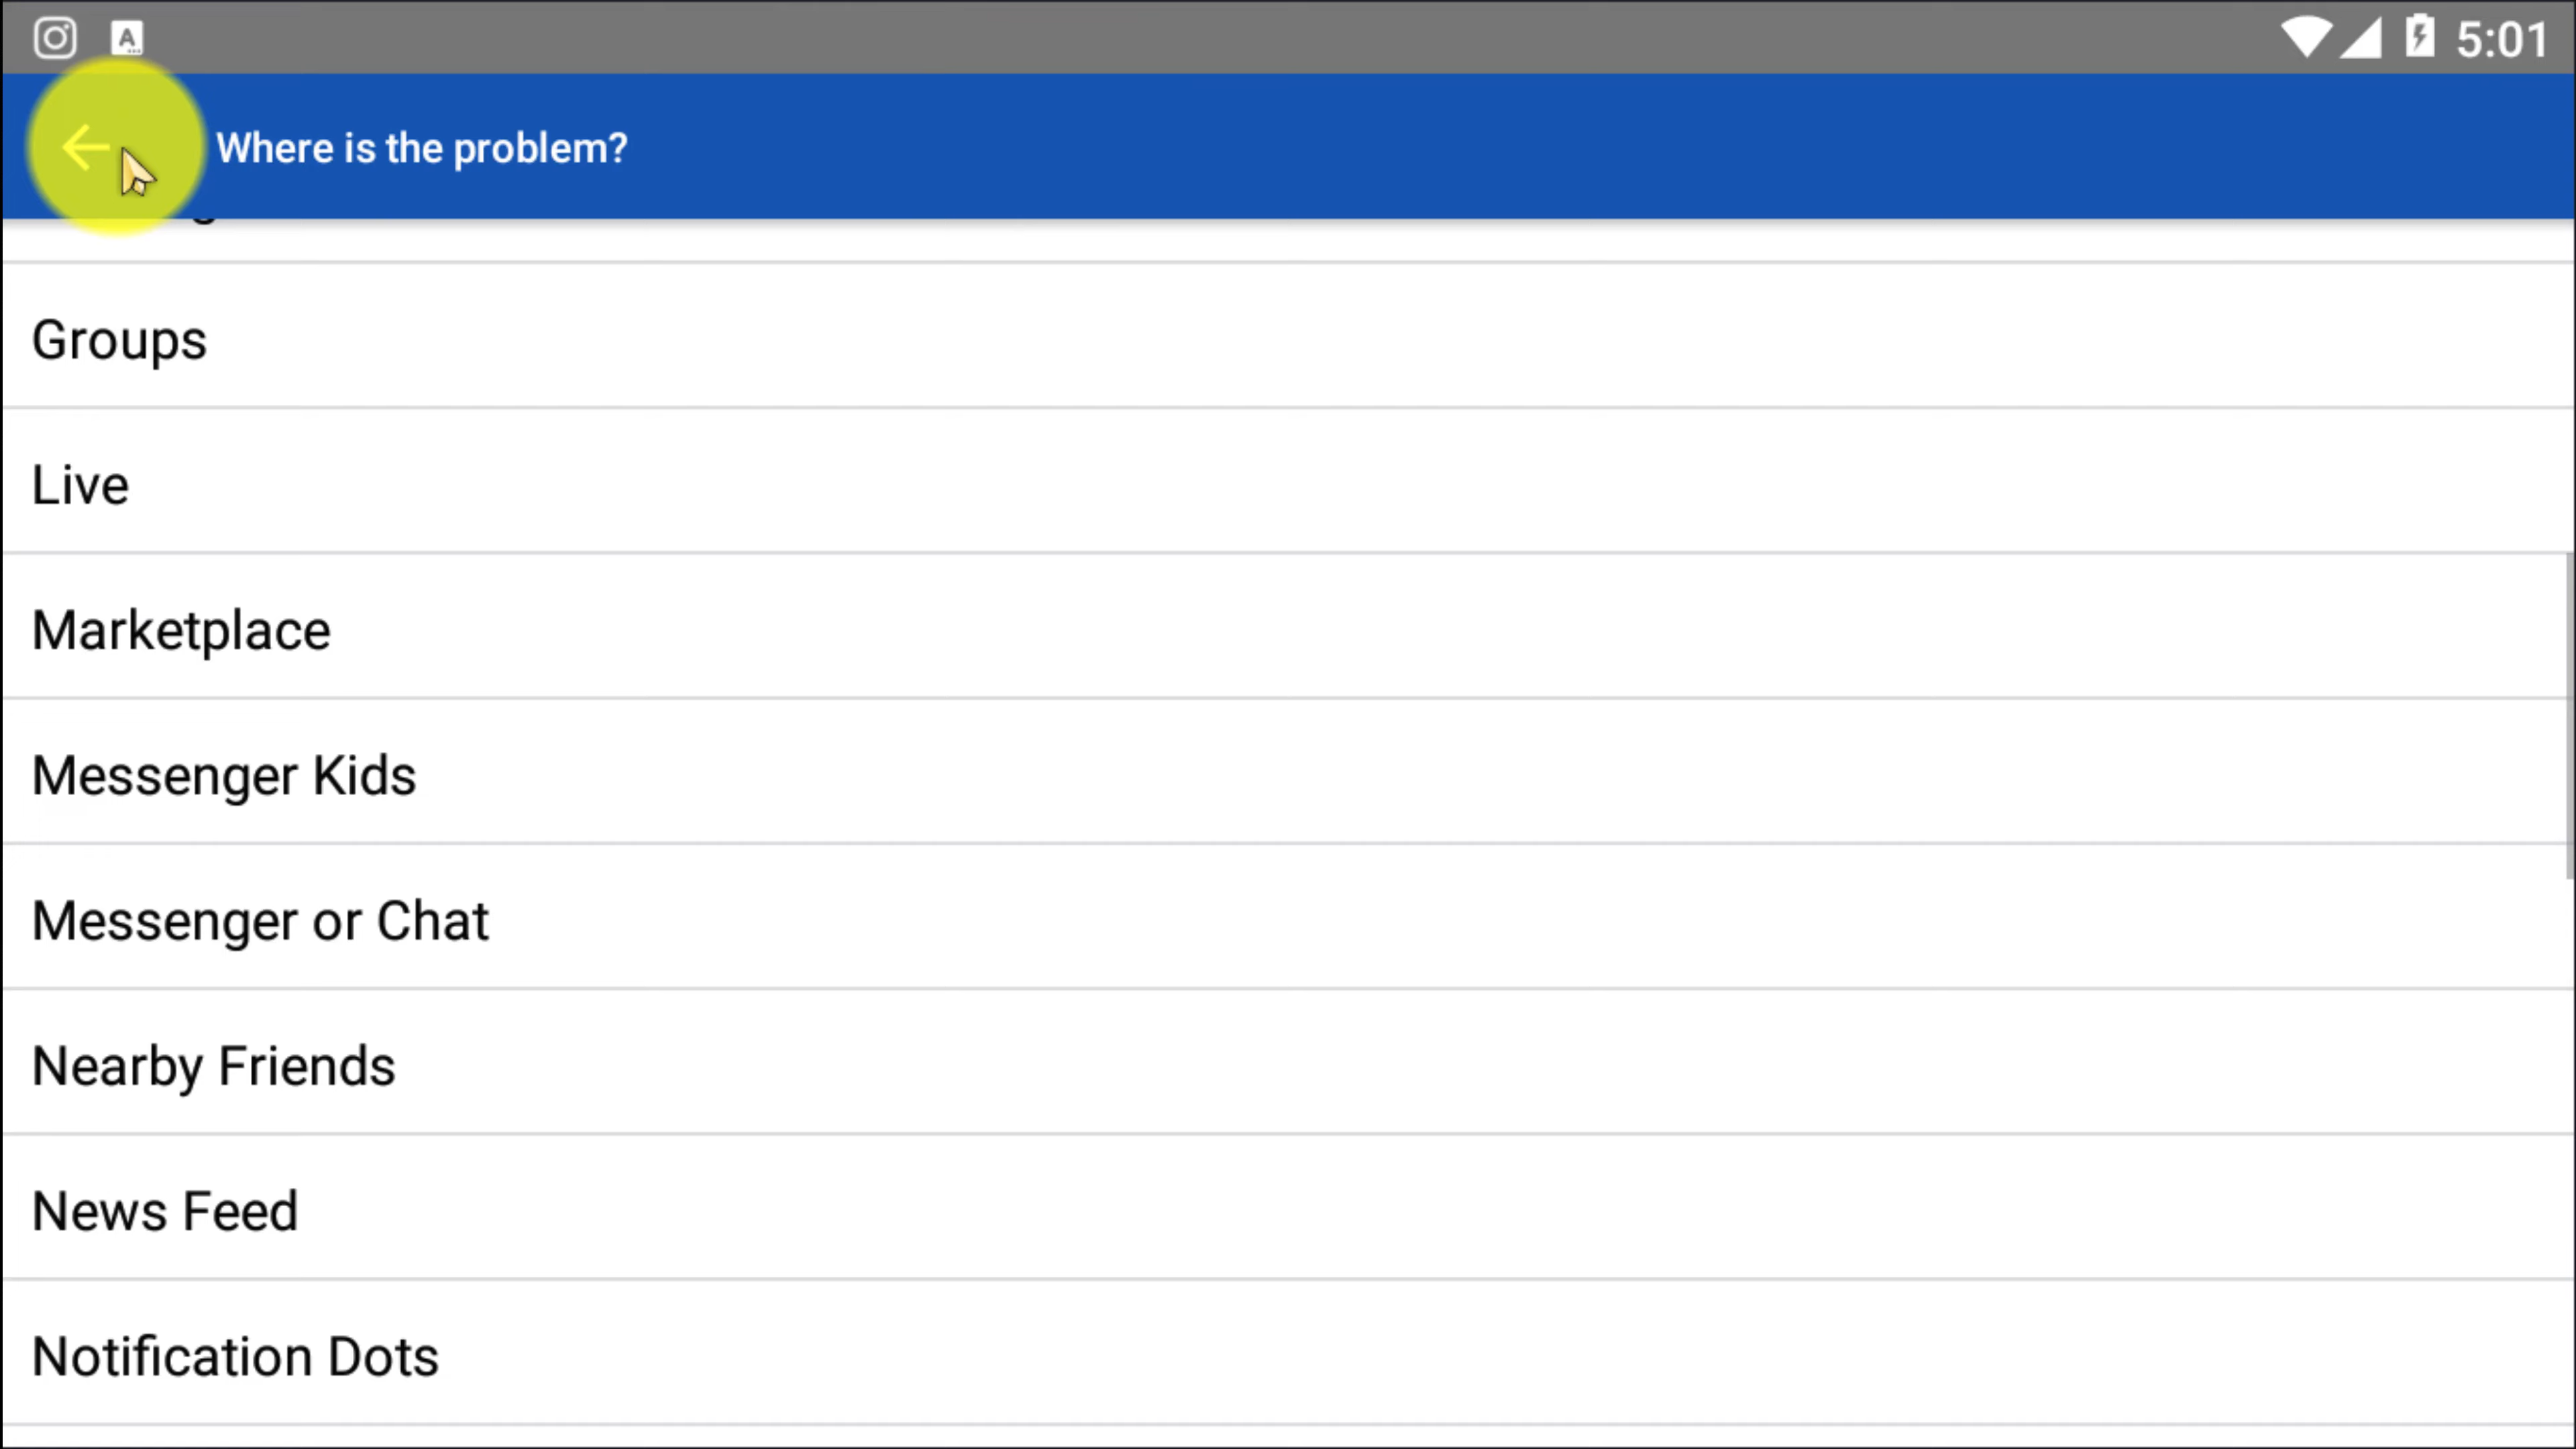 5:01
Where is the problem?
Groups
Live
Marketplace
Messenger Kids
Messenger or Chat
Nearby Friends
News Feed
Notification Dots